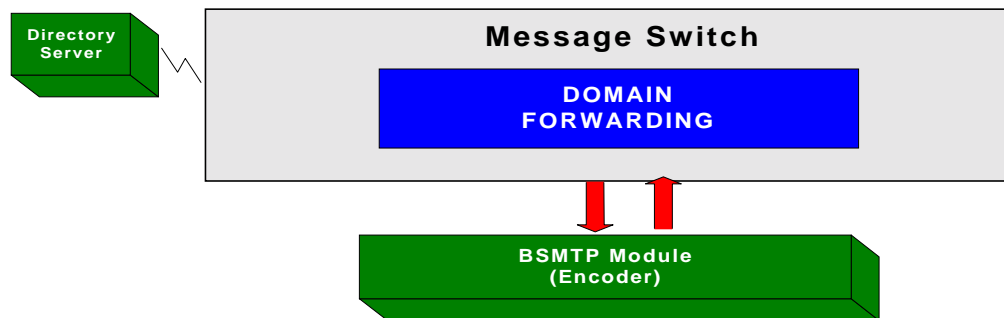 Directory
Server
Message Switch
DOMAIN
FORWARDING
BSMTP Module
(Encoder)